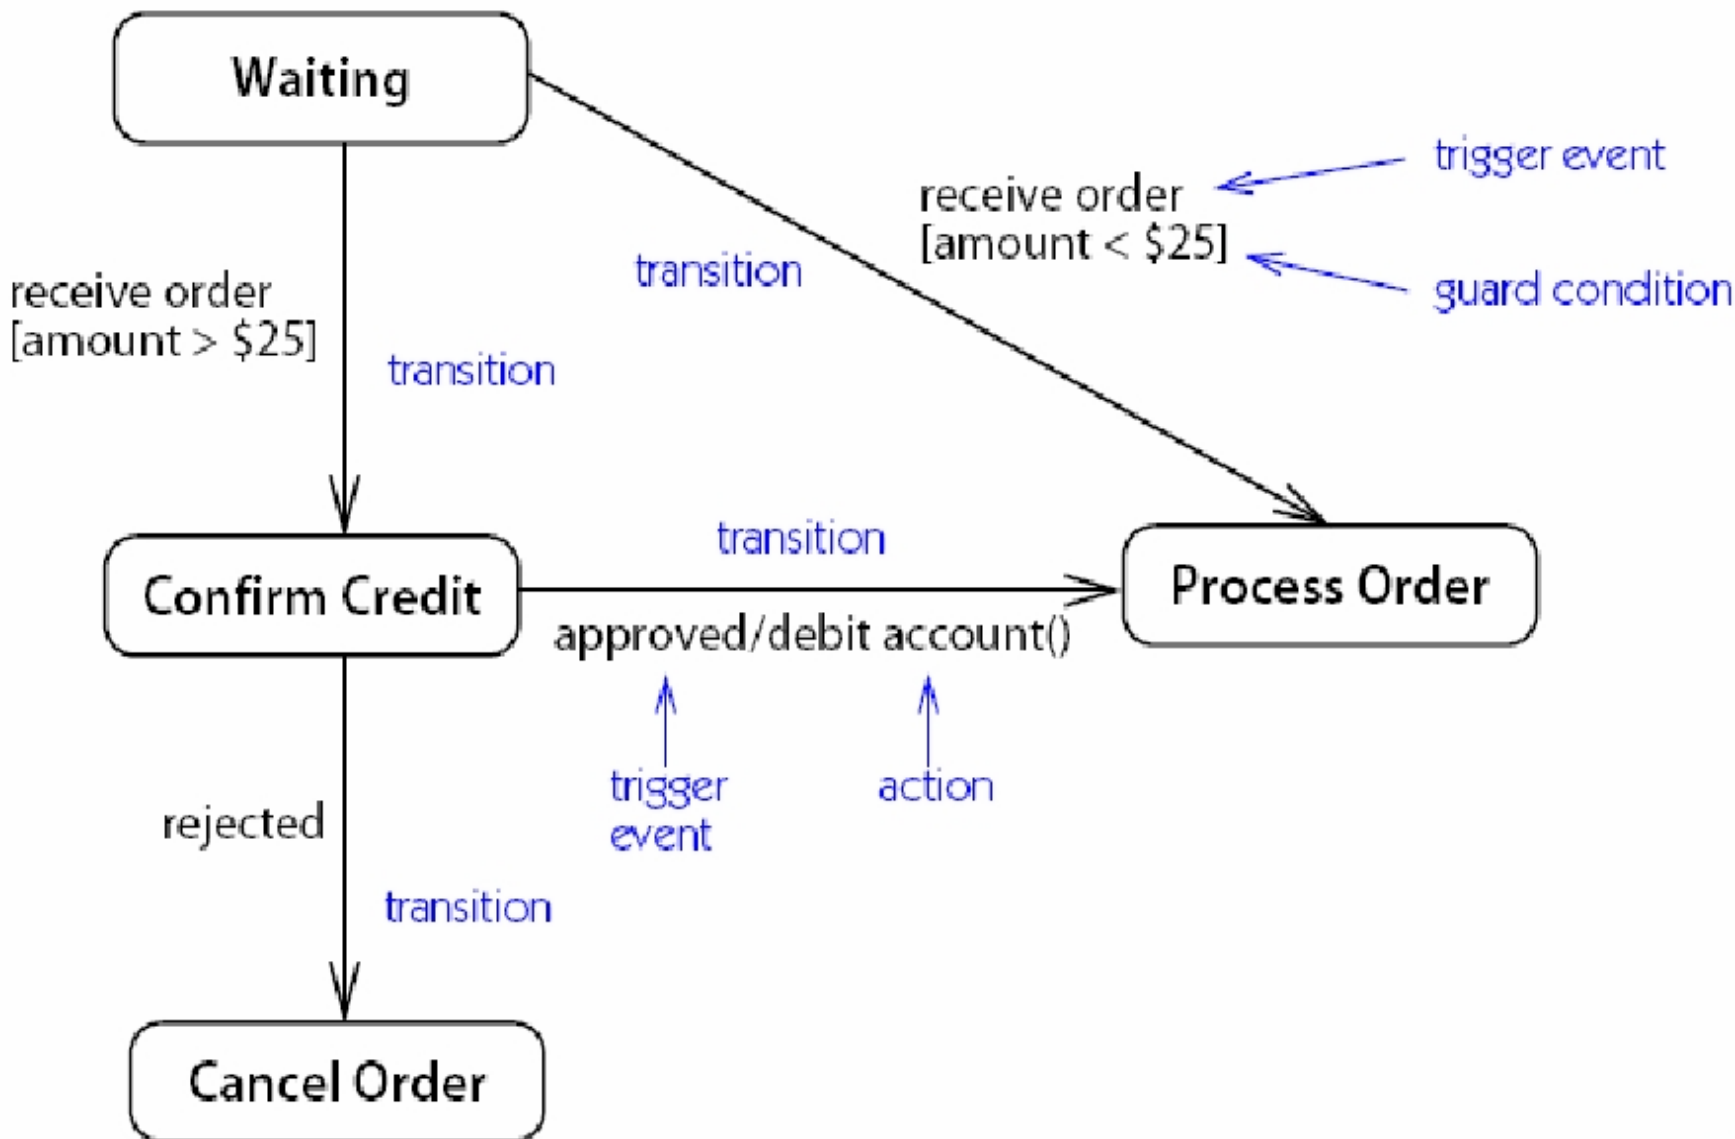 Waiting
trigger event
receive order
[amount < $25]
transition
guard condition
receive order
[amount > $25]
transition
transition
Confirm Credit
Process Order
approved/debit account()
trigger
event
action
rejected
transition
Cancel Order